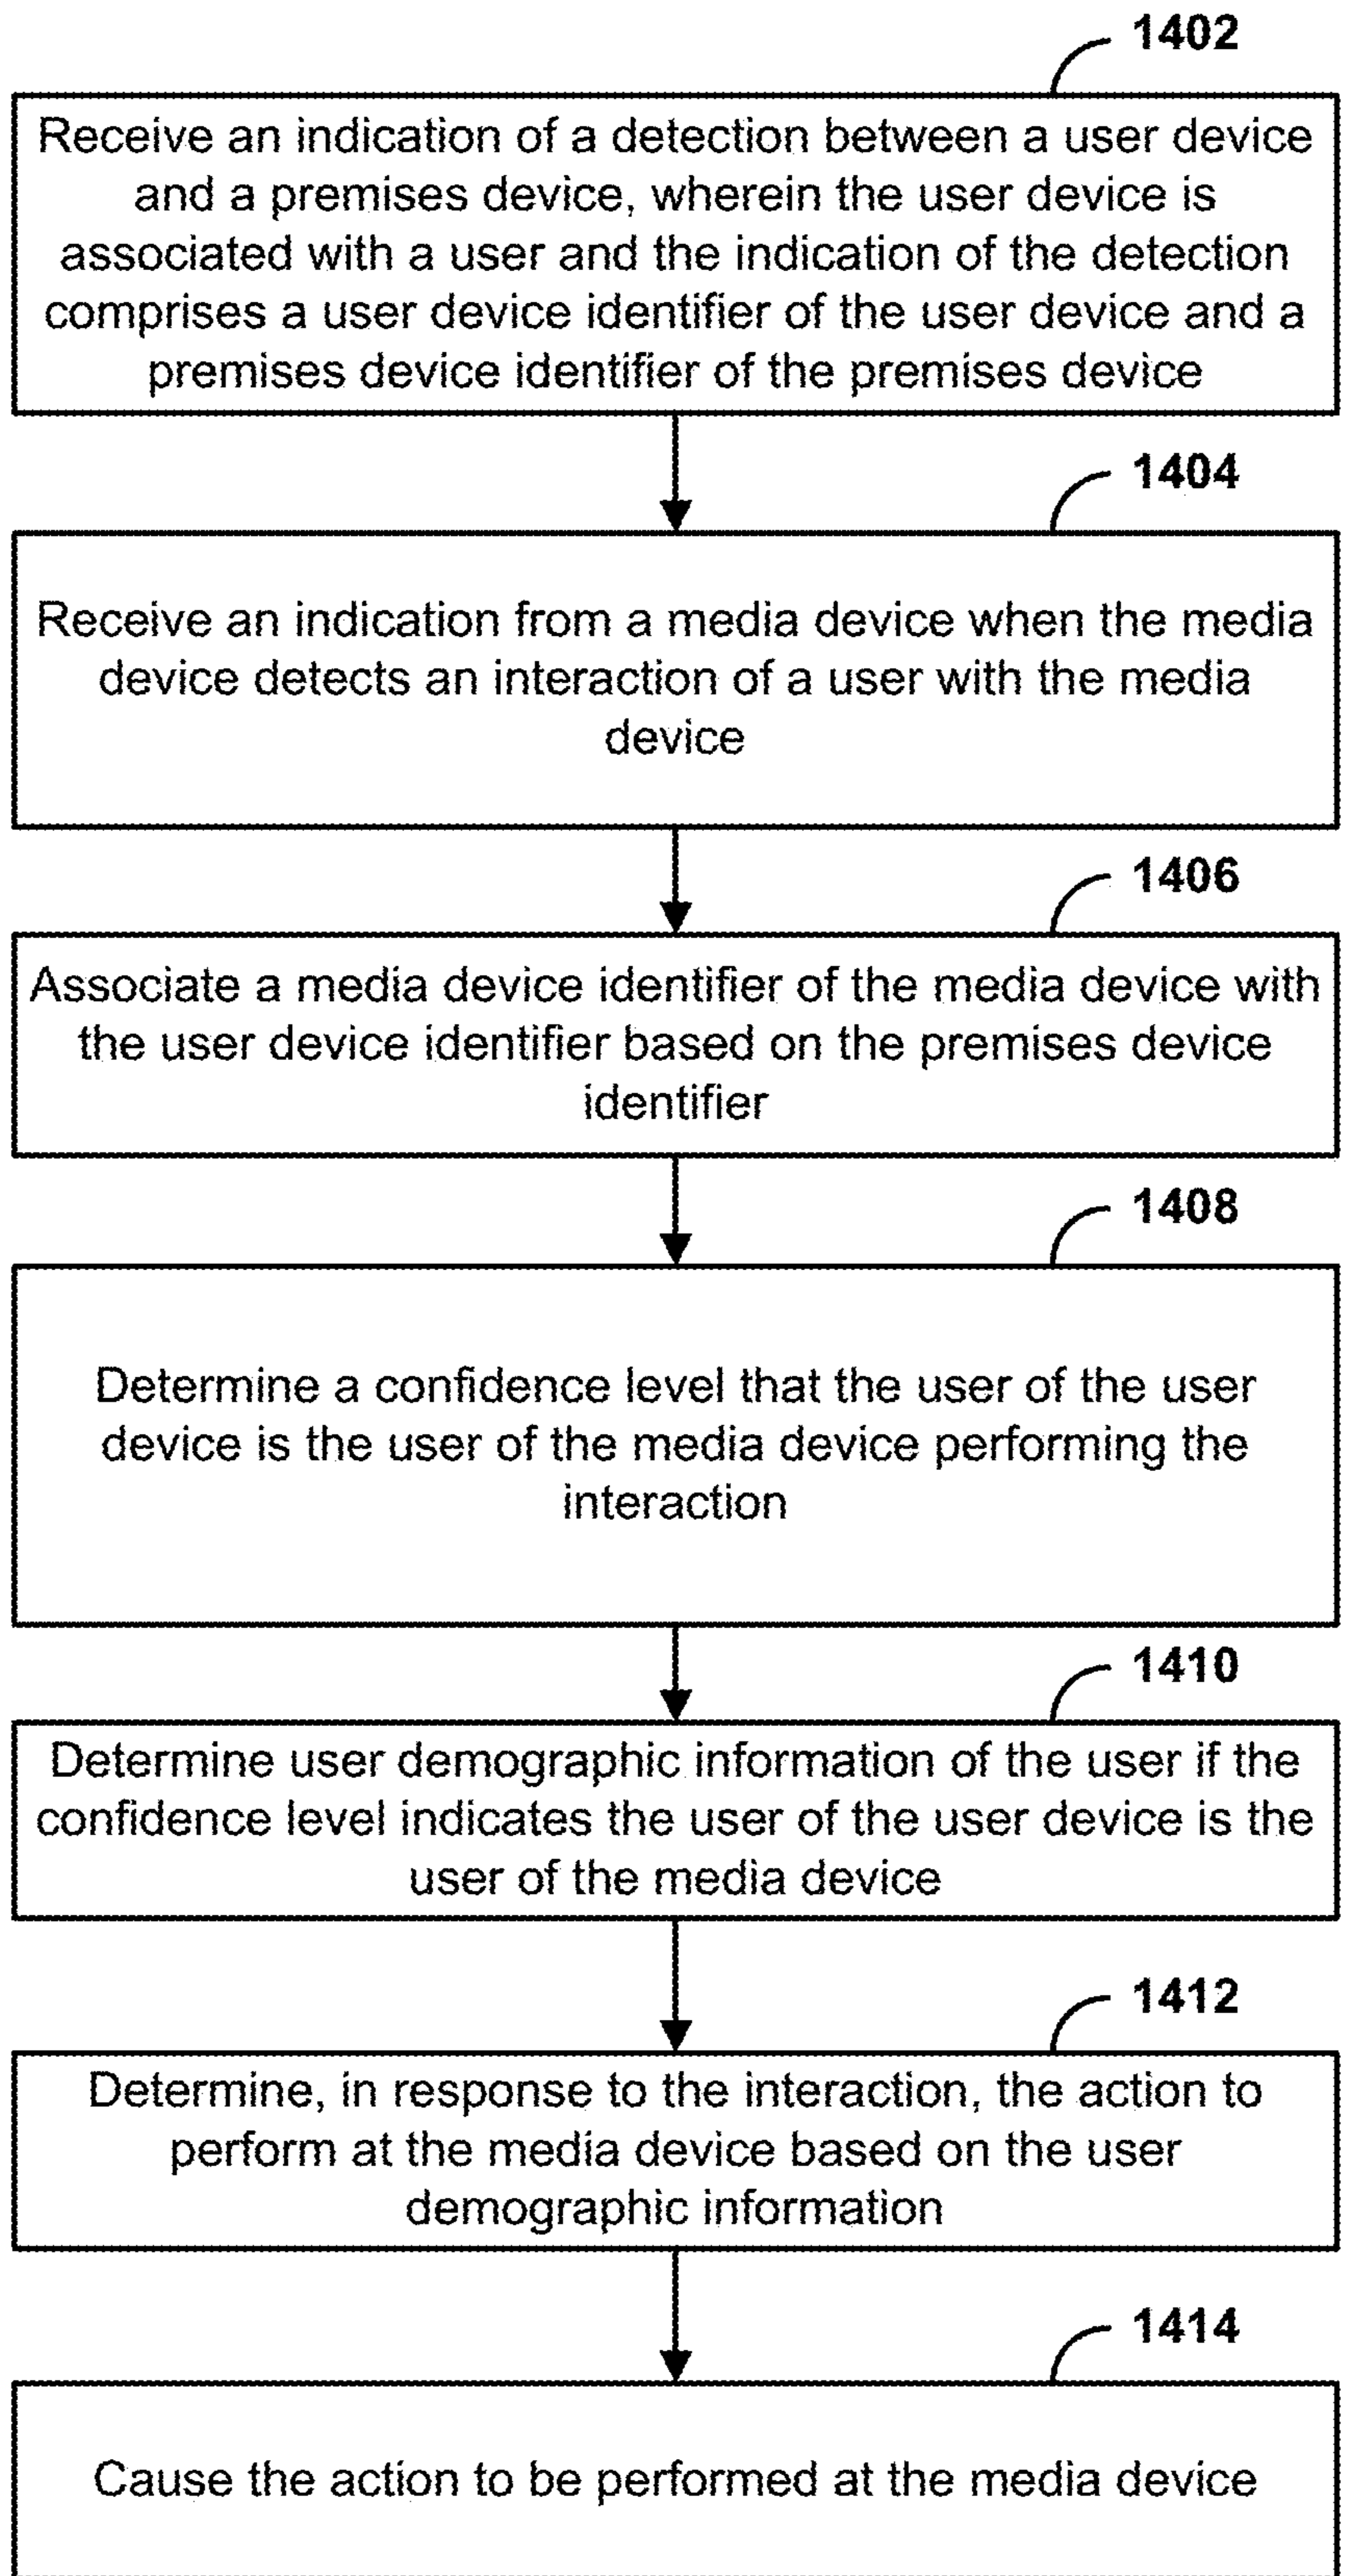 1402
Receive an indication of a detection between a user device
and a premises device, wherein the user device is
associated with a user and the indication of the detection
comprises a user device identifier of the user device and a
premises device identifier of the premises device
1404
Receive an indication from a media device when the media
device detects an interaction of a user with the media
device
1406
Associate a media device identifier of the media device with
the user device identifier based on the premises device
identifier
1408
Determine a confidence level that the user of the user
device is the user of the media device performing the
interaction
1410
Determine user demographic information of the user if the
confidence level indicates the user of the user device is the
user of the media device
1412
Determine, in response to the interaction, the action to
perform at the media device based on the user
demographic information
1414
Cause the action to be performed at the media device